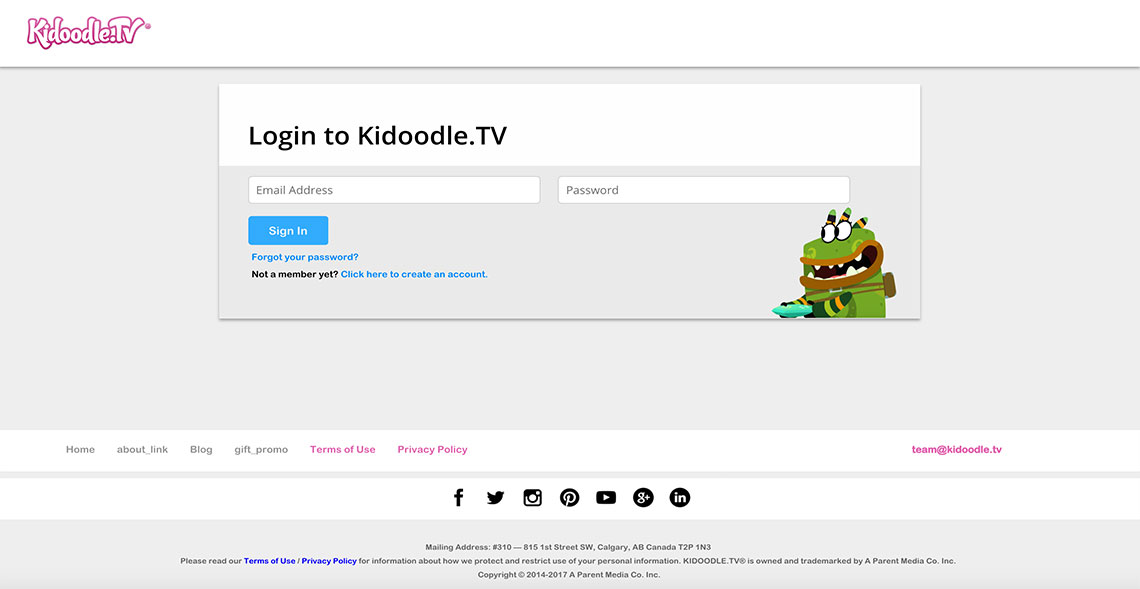 Kidoodle.TV®
Login to Kidoodle.TV
Email Address Password
Sign In
Forgot your password?
Not a member yet? Click here to create an account.
Home about_link Blog gift_promo Terms of Use Privacy Policy team@kidoodle.tv
Mailing Address: #310 — 815 1st Street SW, Calgary, AB Canada T2P 1N3
Please read our Terms of Use / Privacy Policy for information about how we protect and restrict use of your personal information. KIDOODLE.TV® is owned and trademarked by A Parent Media Co. Inc.
Copyright © 2014-2017 A Parent Media Co. Inc.